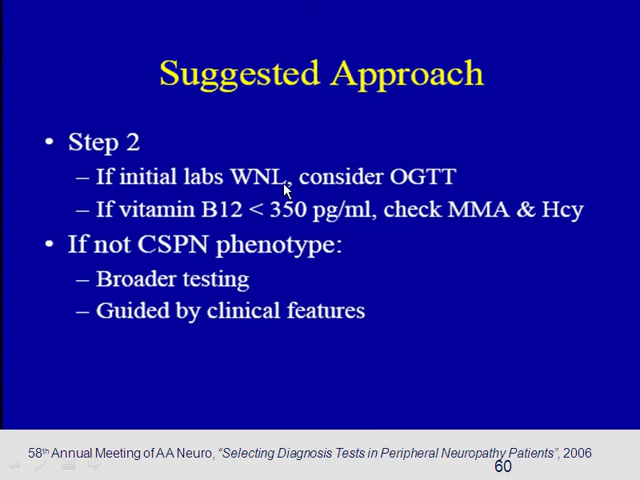 Suggested Approach
• Step 2
– If initial labs WNL, consider OGTT
– If vitamin B12 < 350 pg/ml, check MMA & Hcy
• If not CSPN phenotype:
– Broader testing
– Guided by clinical features
58th Annual Meeting of AA Neuro, “Selecting Diagnosis Tests in Peripheral Neuropathy Patients”, 2006
60